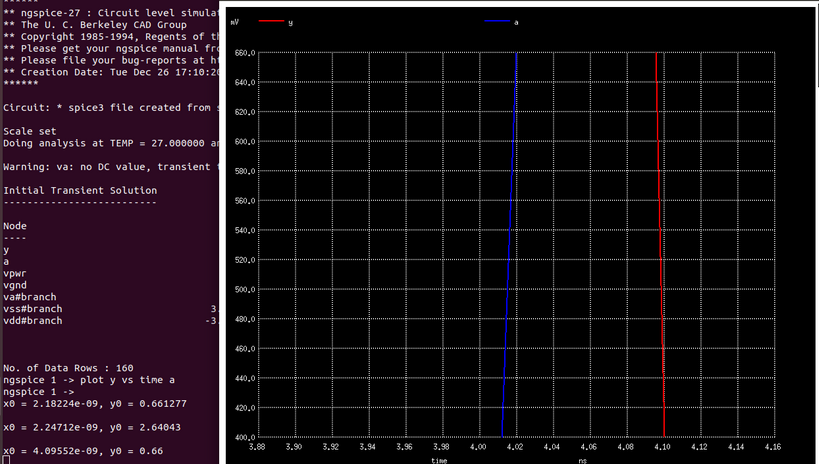 ******
** ngspice-27 : Circuit level simulat
** The U. C. Berkeley CAD Group
** Copyright 1985-1994, Regents of th
** Please get your ngspice manual fro
** Please file your bug-reports at ht
** Creation Date: Tue Dec 26 17:10:20
******
Circuit: * spice3 file created from s
Scale set
Doing analysis at TEMP = 27.000000 an
Warning: va: no DC value, transient t
Initial Transient Solution
--------------------------
Node
----
y
a
vpwr
vgnd
va#branch
vss#branch 3.
vdd#branch -3.
No. of Data Rows : 160
ngspice 1 -> plot y vs time a
ngspice 1 ->
x0 = 2.18224e-09, y0 = 0.661277
x0 = 2.24712e-09, y0 = 2.64043
x0 = 4.09552e-09, y0 = 0.66
mV y a
660.0
640.0
620.0
600.0
580.0
560.0
540.0
520.0
500.0
480.0
460.0
440.0
420.0
400.0
3.88 3.90 3.92 3.94 3.96 3.98 4.00 4.02 4.04 4.06 4.08 4.10 4.12 4.14 4.16
time ns